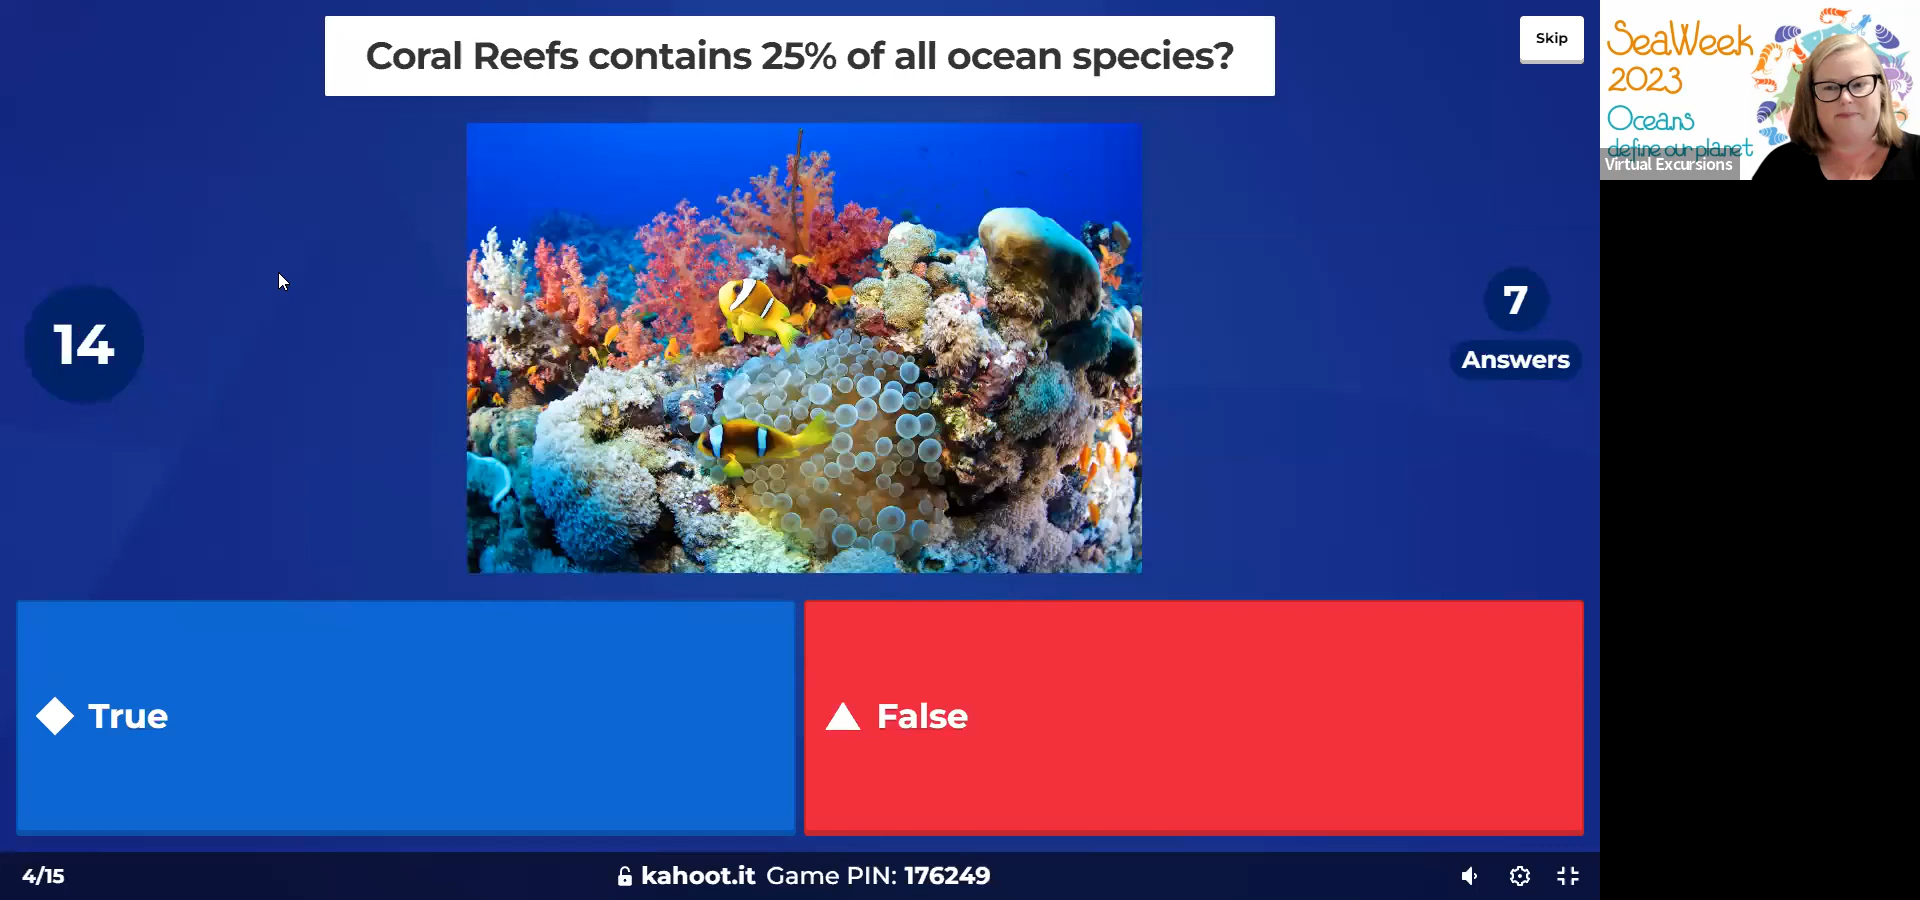 Coral Reefs contains 25% of all ocean species?
Skip
SeaWeek
2023
Oceans
define our planet
Virtual Excursions
14
7
Answers
True
False
4/15
kahoot.it Game PIN: 176249